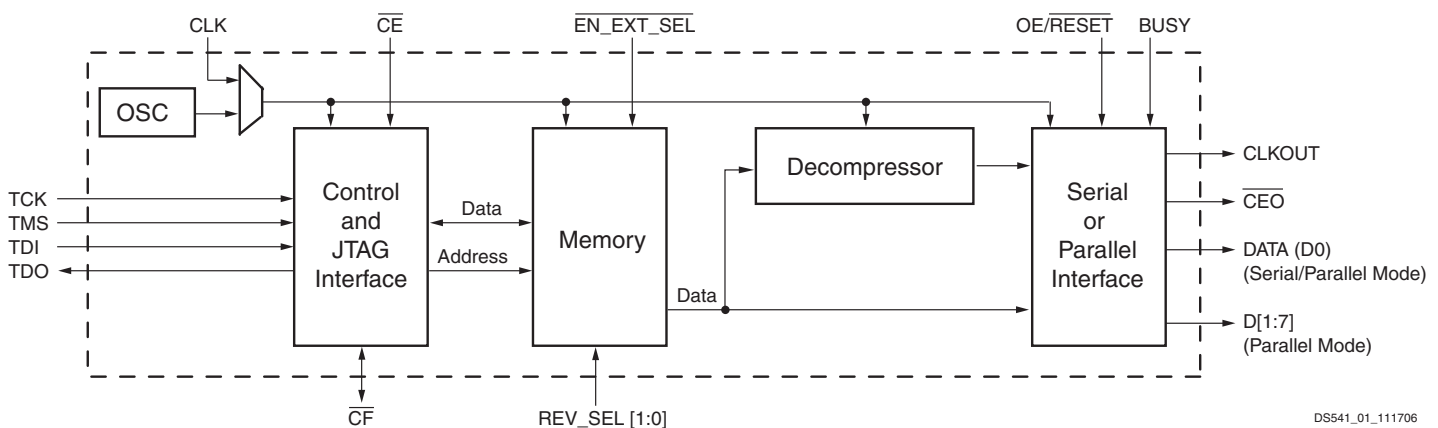 CLK
CE
EN_EXT_SEL
OE/RESET
BUSY
OSC
TCK
TMS
TDI
TDO
Control
and
JTAG
Interface
Data
Address
Memory
Data
Decompressor
Serial
or
Parallel
Interface
CLKOUT
CEO
DATA (D0)
(Serial/Parallel Mode)
D[1:7]
(Parallel Mode)
CF
REV_SEL [1:0]
DS541_01_111706